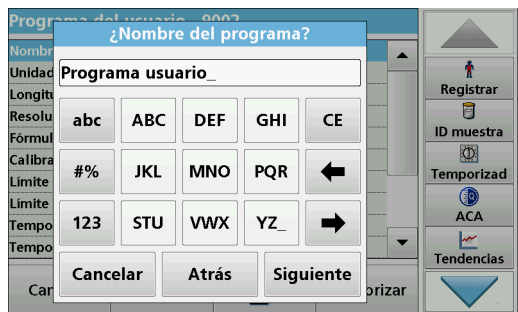 Programa del usuario - 9002
¿Nombre del programa?
Nombr
Unidad
Longitu
Resolu
Fórmul
Calibra
Límite
Límite
Tempo
Tempo
Programa usuario_
abc ABC DEF GHI CE
#% JKL MNO PQR
123 STU VWX YZ_
Cancelar Atrás Siguiente
Can
orizar
Registrar
ID muestra
Temporizad
ACA
Tendencias